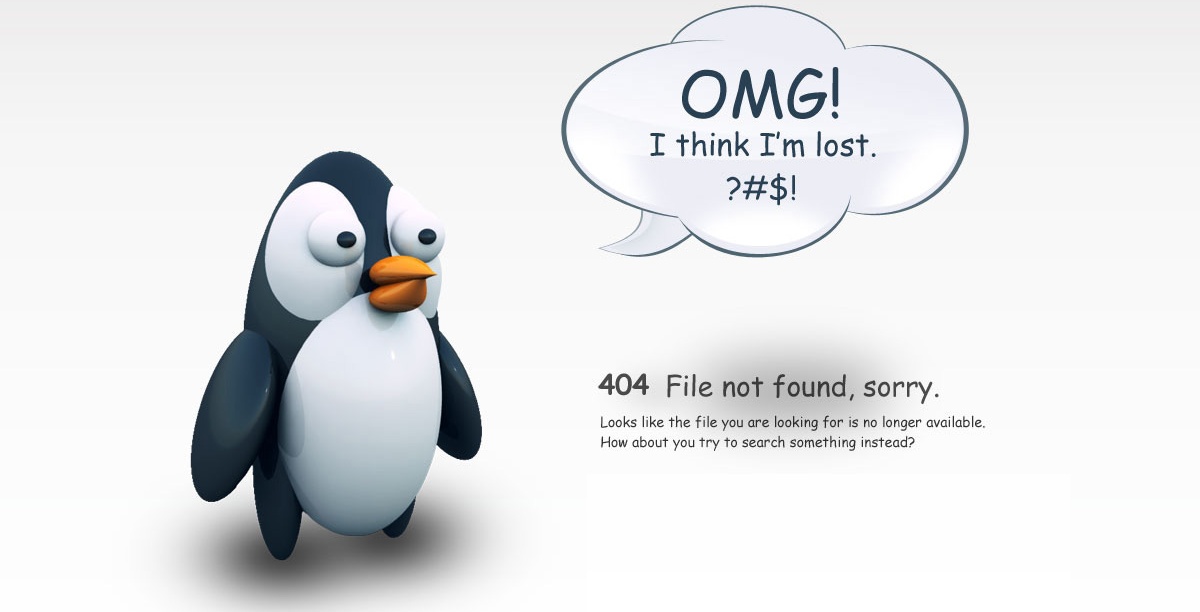 OMG!
I think I'm lost.
?#$!
404 File not found, sorry.
Looks like the file you are looking for is no longer available.
How about you try to search something instead?